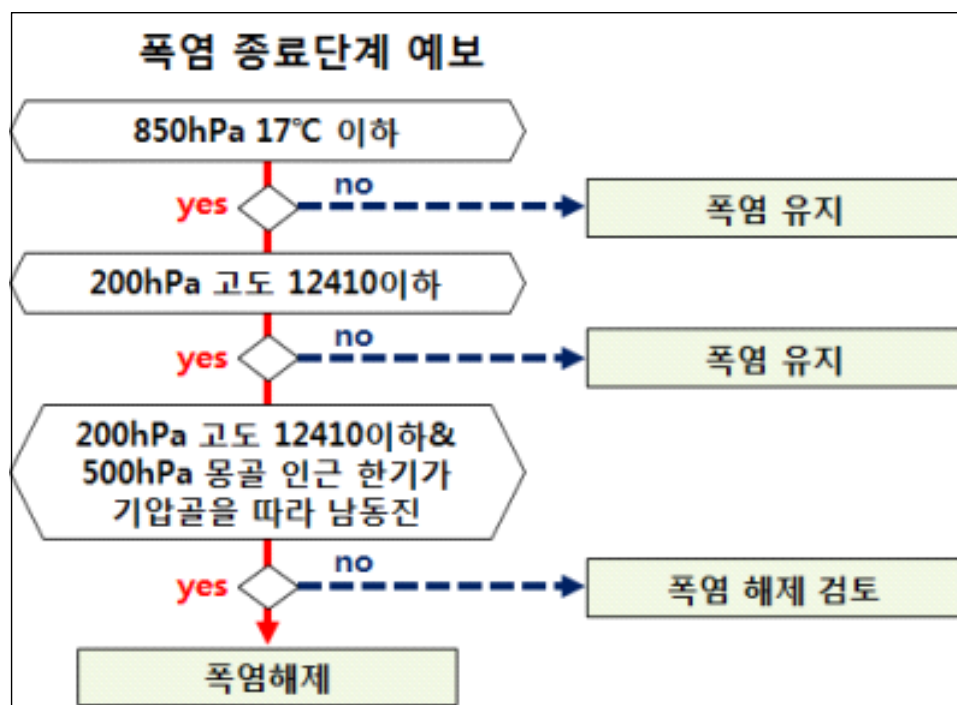 폭염 종료단계 예보
850hPa 17℃ 이하
yes
no
폭염 유지
200hPa 고도 12410이하
yes
no
폭염 유지
200hPa 고도 12410이하&
500hPa 몽골 인근 한기가
기압골을 따라 남동진
yes
no
폭염 해제 검토
폭염해제